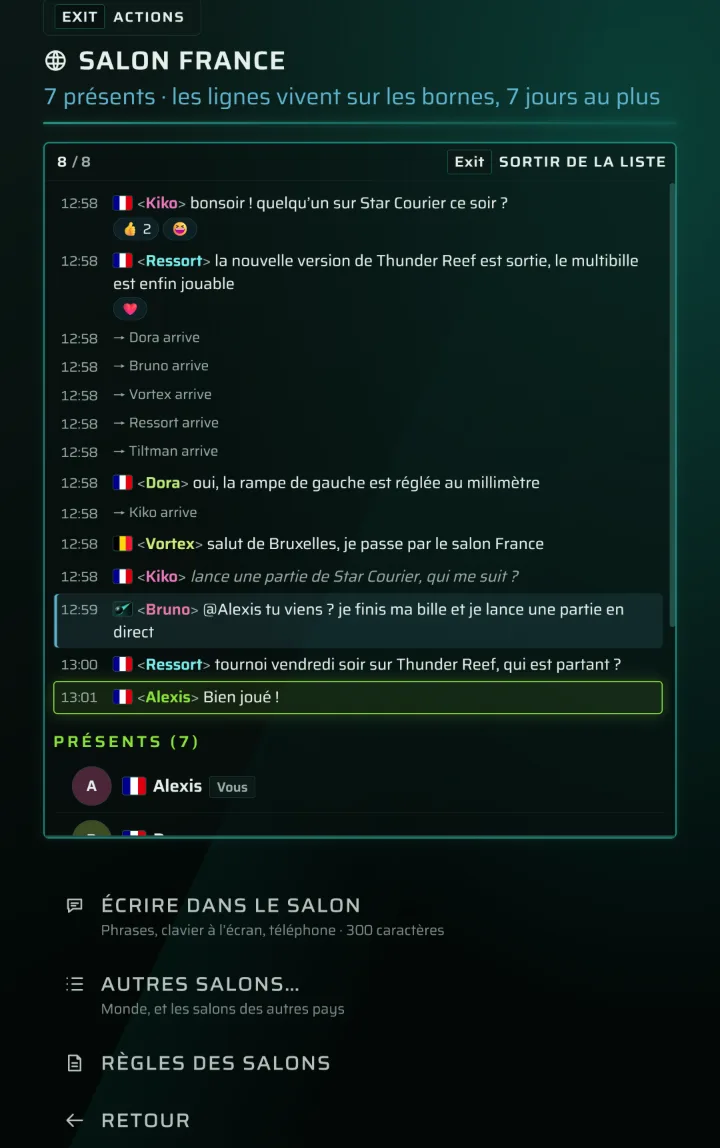 EXIT ACTIONS
SALON FRANCE
7 présents · les lignes vivent sur les bornes, 7 jours au plus
8 / 8 Exit SORTIR DE LA LISTE
12:58 <Kiko> bonsoir ! quelqu'un sur Star Courier ce soir ?
2
12:58 <Ressort> la nouvelle version de Thunder Reef est sortie, le multibille
est enfin jouable
12:58 → Dora arrive
12:58 → Bruno arrive
12:58 → Vortex arrive
12:58 → Ressort arrive
12:58 → Tiltman arrive
12:58 <Dora> oui, la rampe de gauche est réglée au millimètre
12:58 → Kiko arrive
12:58 <Vortex> salut de Bruxelles, je passe par le salon France
12:58 <Kiko> lance une partie de Star Courier, qui me suit ?
12:59 <Bruno> @Alexis tu viens ? je finis ma bille et je lance une partie en
direct
13:00 <Ressort> tournoi vendredi soir sur Thunder Reef, qui est partant ?
13:01 <Alexis> Bien joué !
PRÉSENTS (7)
A Alexis Vous
ÉCRIRE DANS LE SALON
Phrases, clavier à l'écran, téléphone · 300 caractères
AUTRES SALONS...
Monde, et les salons des autres pays
RÈGLES DES SALONS
← RETOUR